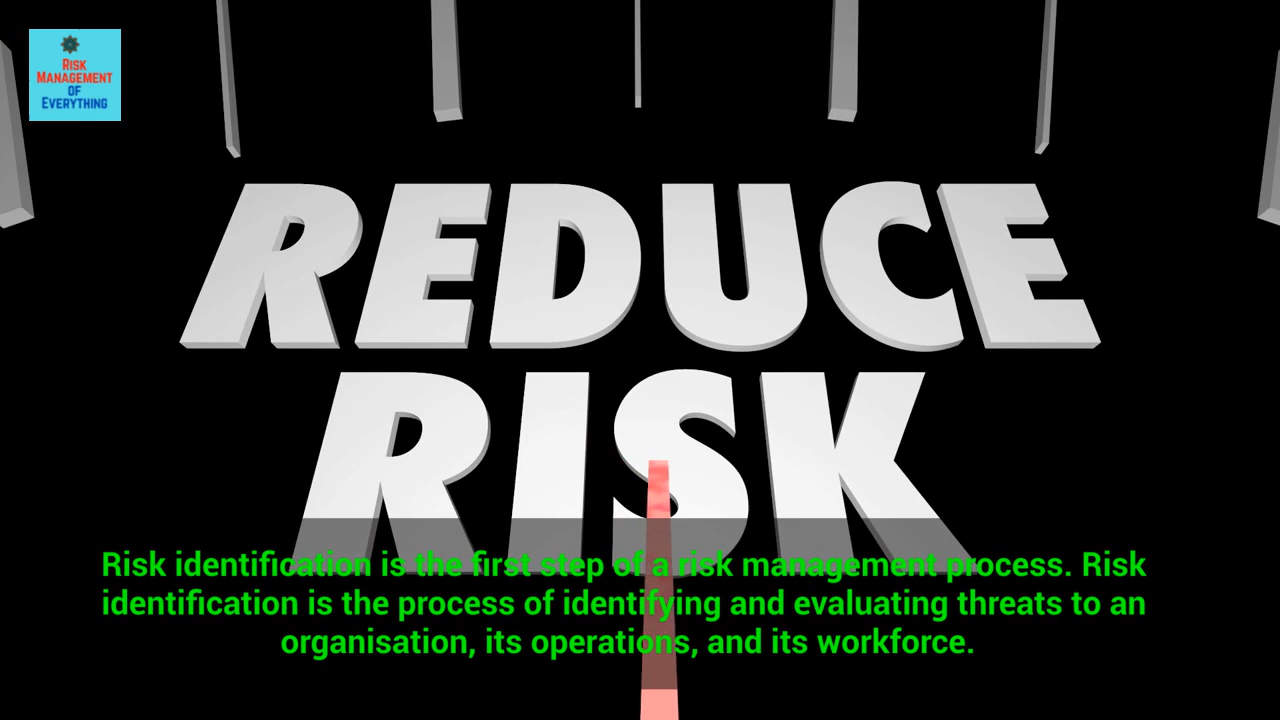 RISK
MANAGEMENT
OF
EVERYTHING
REDUCE
RISK
Risk identification is the first step of a risk management process. Risk
identification is the process of identifying and evaluating threats to an
organisation, its operations, and its workforce.